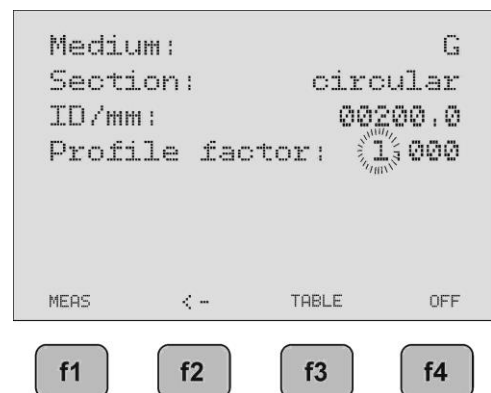 Medium: G
Section: circular
ID/mm: 00200.0
Profile factor: 1.000
MEAS <- TABLE OFF
f1 f2 f3 f4